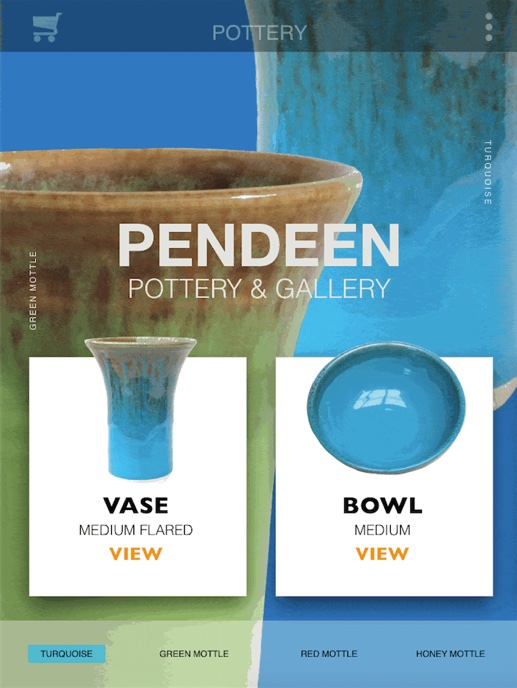 POTTERY
TURQUOISE
GREEN MOTTLE
PENDEEN
POTTERY & GALLERY
VASE
MEDIUM FLARED
VIEW
BOWL
MEDIUM
VIEW
TURQUOISE
GREEN MOTTLE
RED MOTTLE
HONEY MOTTLE